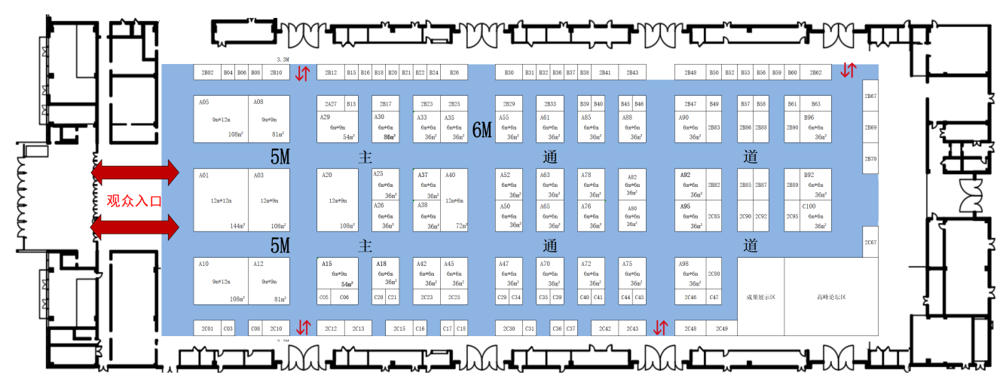 3.3M
2B02 B04 B06 B08 2B10 2B12 B15 B16 B18 B20 B21 B22 B24 B26 B30 B31 B32 B36 B37 B38 2B41 2B43 2B48 B50 B52 B53 B56 B59 B60 2B62
A05 A08 2A27 B13 2B17 2B23 2B25 2B29 2B33 B39 B40 B45 B46 2B47 B49 B57 B58 B61 B63 2B67
9m*12m 9m*9m
108m² 81m²
A29 A30 A33 A35 A55 A61 A85 A88 A90 2B83 2B86 2B88 2B90 B96 2B69
6m*9m 6m*6m 6m*6m 6m*6m 6m*6m 6m*6m 6m*6m 6m*6m 6m*6m 6m*6m
54m² 36m² 36m² 36m² 36m² 36m² 36m² 36m² 36m² 36m²
6M
5M 主 通 道
2B70
A01 A03 A20 A25 A37 A40 A52 A63 A78 A82 A92 2B82 2B85 2B87 2B89 B92
6m*6m 6m*6m 6m*6m 6m*6m 6m*6m 6m*6m 6m*6m 6m*6m
36m² 36m² 36m² 36m² 36m² 36m² 36m² 36m²
观众入口
12m*12m 12m*9m 12m*9m 12m*6m
A26 A38 A50 A65 A76 A80 A95 2C85 2C90 2C92 2C95 C100
6m*6m 6m*6m 6m*6m 6m*6m 6m*6m 6m*6m 6m*6m 6m*6m
144m² 108m² 108m² 36m² 36m² 72m² 36m² 36m² 36m² 36m² 36m² 36m²
5M 主 通 道
2C67
A10 A12 A15 A18 A42 A45 A47 A70 A72 A75 A98 2C80
9m*12m 9m*9m 6m*9m 6m*6m 6m*6m 6m*6m 6m*6m 6m*6m 6m*6m 6m*6m 6m*6m
108m² 81m² 54m² 36m² 36m² 36m² 36m² 36m² 36m² 36m² 36m²
C05 C06 C20 C21 2C23 2C25 C29 C34 C35 C39 C40 C41 C44 C45 2C46 C47
成果展示区 高峰论坛区
2C01 C03 C08 2C10 2C12 2C13 2C15 C16 C17 C18 2C30 C31 C36 C37 2C42 2C43 2C48 2C49